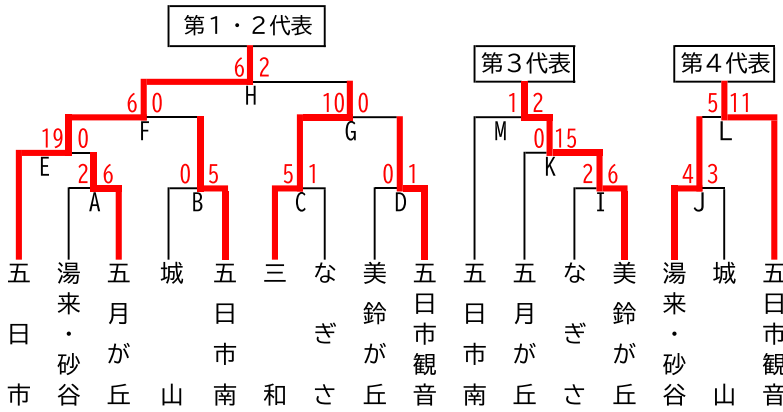 第1・2代表
第3代表
第4代表
6 2
H
6 0
F
10 0
G
1 2
M
5 11
L
19 0
E
0 15
K
2 6
A
0 5
B
5 1
C
0 1
D
2 6
I
4 3
J
五日市
湯来・砂谷
五月が丘
城山
五日市南
三和
なぎさ
美鈴が丘
五日市観音
五日市南
五月が丘
なぎさ
美鈴が丘
湯来・砂谷
城山
五日市観音